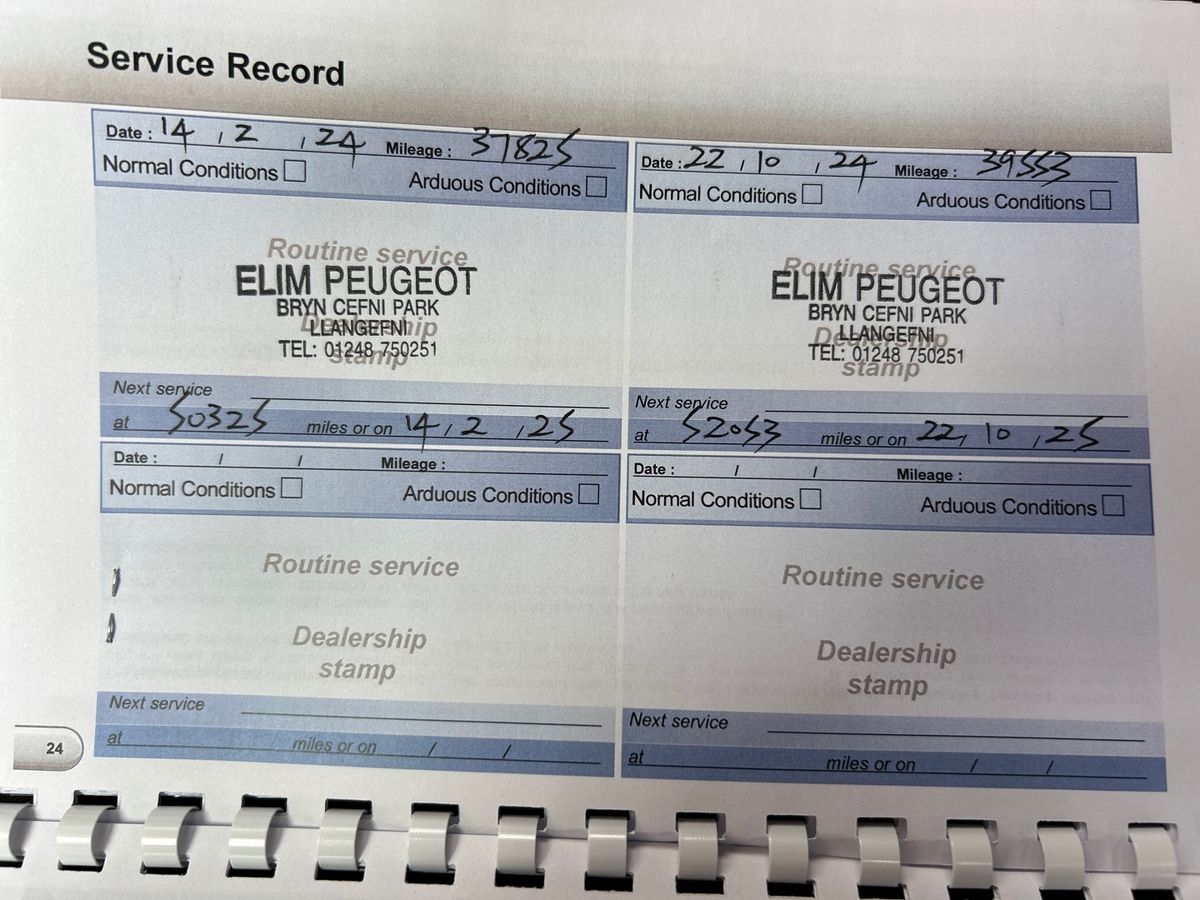 Service Record
Date : 14 / 2 / 24 Mileage : 37825
Normal Conditions Arduous Conditions
Routine service
ELIM PEUGEOT
BRYN CEFNI PARK
Dealership
LLANGEFNI
TEL: 01248 750251
stamp
Next service
at 50325 miles or on 14 / 2 / 25
Date : 22 / 10 / 24 Mileage : 39553
Normal Conditions Arduous Conditions
Routine service
ELIM PEUGEOT
BRYN CEFNI PARK
Dealership
LLANGEFNI
TEL: 01248 750251
stamp
Next service
at 52053 miles or on 22 / 10 / 25
Date : / / Mileage :
Normal Conditions Arduous Conditions
Routine service
Dealership
stamp
Next service
at miles or on / /
Date : / / Mileage :
Normal Conditions Arduous Conditions
Routine service
Dealership
stamp
Next service
at miles or on / /
24